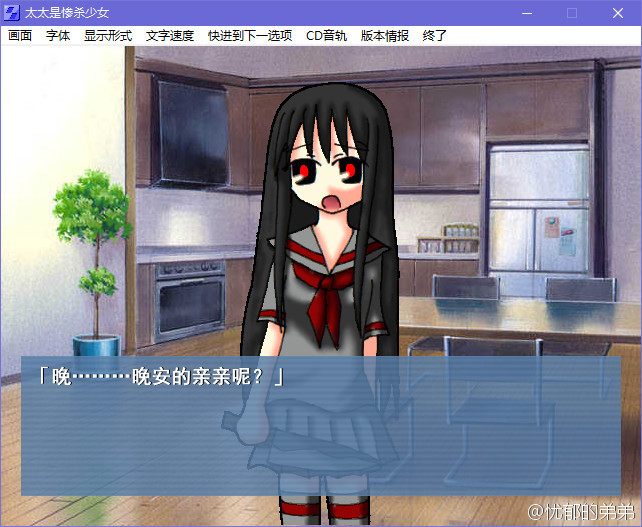 太太是惨杀少女
画面 字体 显示形式 文字速度 快进到下一选项 CD音轨 版本情报 终了
「晚………晚安的亲亲呢？」
@忧郁的弟弟